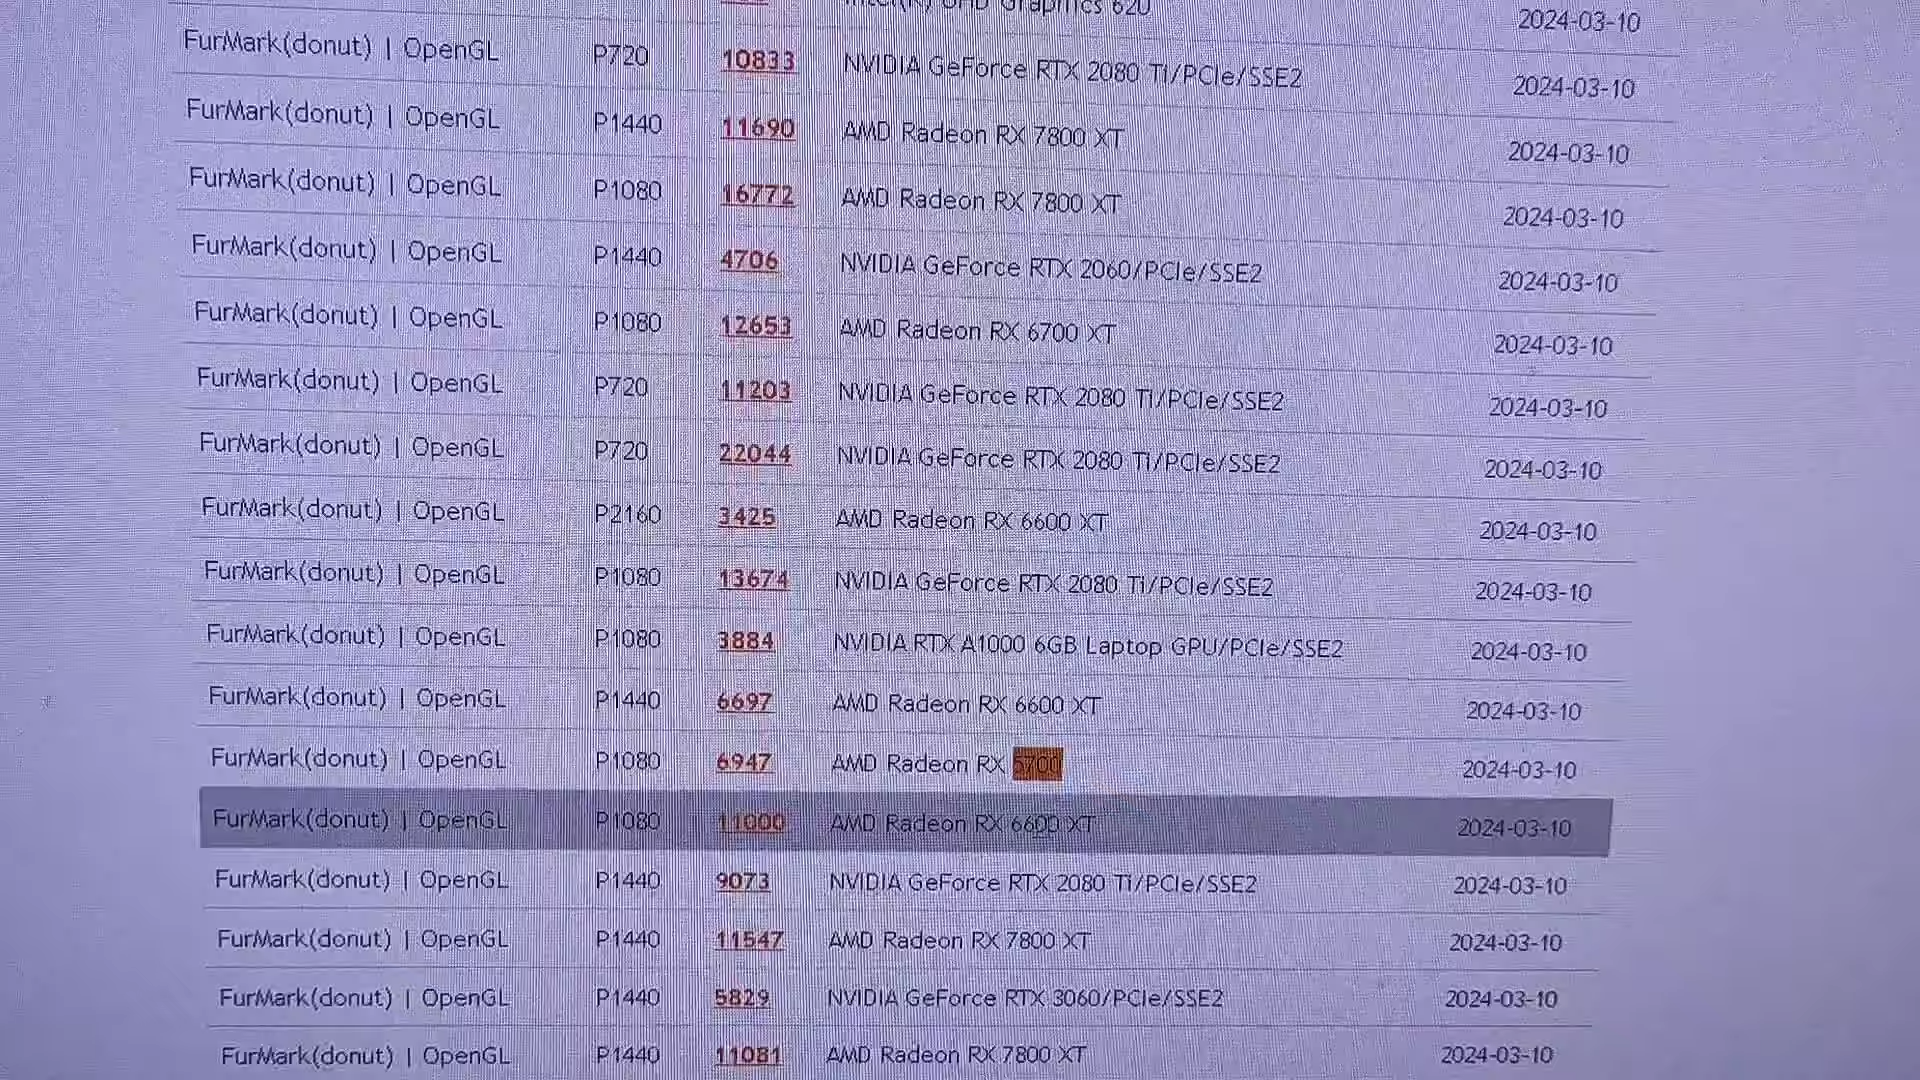 Graphics 620 2024-03-10
FurMark(donut) | OpenGL P720 10833 NVIDIA GeForce RTX 2080 Ti/PCIe/SSE2 2024-03-10
FurMark(donut) | OpenGL P1440 11690 AMD Radeon RX 7800 XT 2024-03-10
FurMark(donut) | OpenGL P1080 16772 AMD Radeon RX 7800 XT 2024-03-10
FurMark(donut) | OpenGL P1440 4706 NVIDIA GeForce RTX 2060/PCIe/SSE2 2024-03-10
FurMark(donut) | OpenGL P1080 12653 AMD Radeon RX 6700 XT 2024-03-10
FurMark(donut) | OpenGL P720 11203 NVIDIA GeForce RTX 2080 Ti/PCIe/SSE2 2024-03-10
FurMark(donut) | OpenGL P720 22044 NVIDIA GeForce RTX 2080 Ti/PCIe/SSE2 2024-03-10
FurMark(donut) | OpenGL P2160 3425 AMD Radeon RX 6600 XT 2024-03-10
FurMark(donut) | OpenGL P1080 13674 NVIDIA GeForce RTX 2080 Ti/PCIe/SSE2 2024-03-10
FurMark(donut) | OpenGL P1080 3884 NVIDIA RTX A1000 6GB Laptop GPU/PCIe/SSE2 2024-03-10
FurMark(donut) | OpenGL P1440 6697 AMD Radeon RX 6600 XT 2024-03-10
FurMark(donut) | OpenGL P1080 6947 AMD Radeon RX 5700 2024-03-10
FurMark(donut) | OpenGL P1080 11000 AMD Radeon RX 6600 XT 2024-03-10
FurMark(donut) | OpenGL P1440 9073 NVIDIA GeForce RTX 2080 Ti/PCIe/SSE2 2024-03-10
FurMark(donut) | OpenGL P1440 11547 AMD Radeon RX 7800 XT 2024-03-10
FurMark(donut) | OpenGL P1440 5829 NVIDIA GeForce RTX 3060/PCIe/SSE2 2024-03-10
FurMark(donut) | OpenGL P1440 11081 AMD Radeon RX 7800 XT 2024-03-10